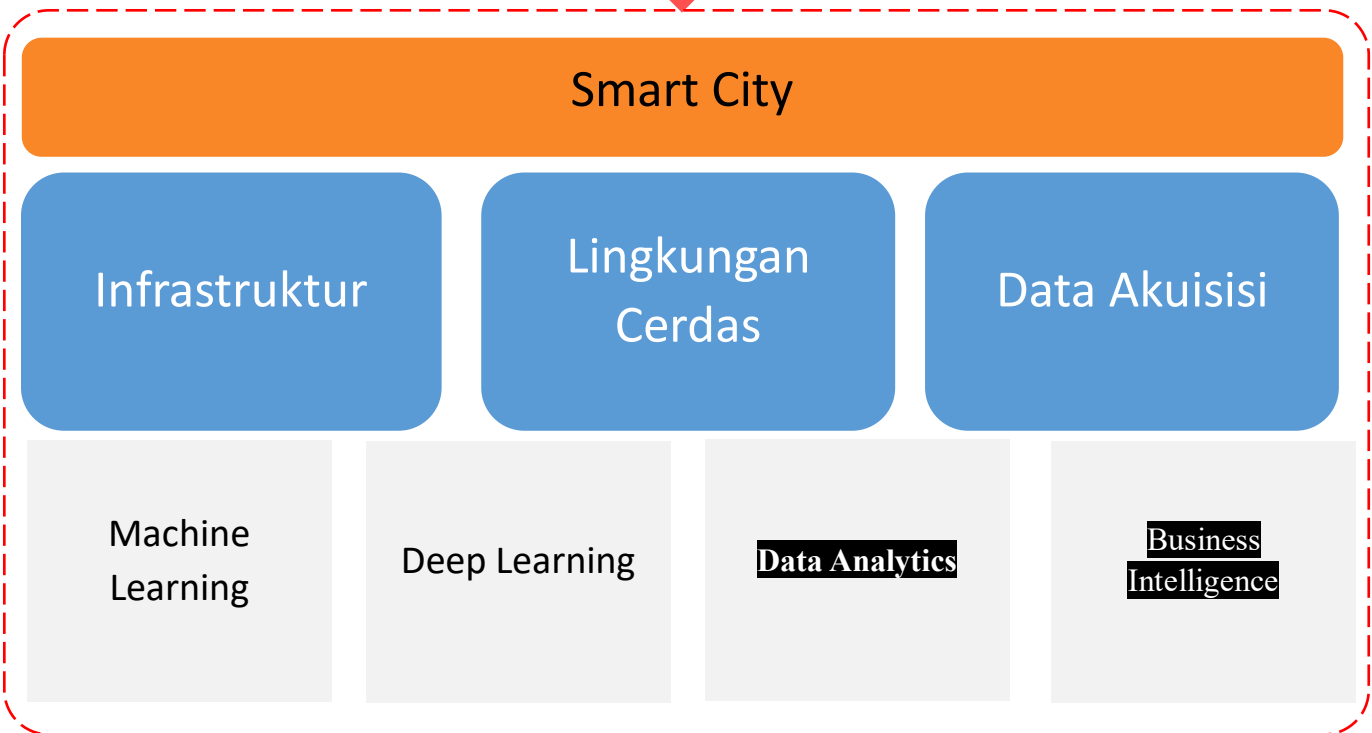 Smart City
Infrastruktur
Lingkungan
Cerdas
Data Akuisisi
Machine
Learning
Deep Learning
Data Analytics
Business
Intelligence